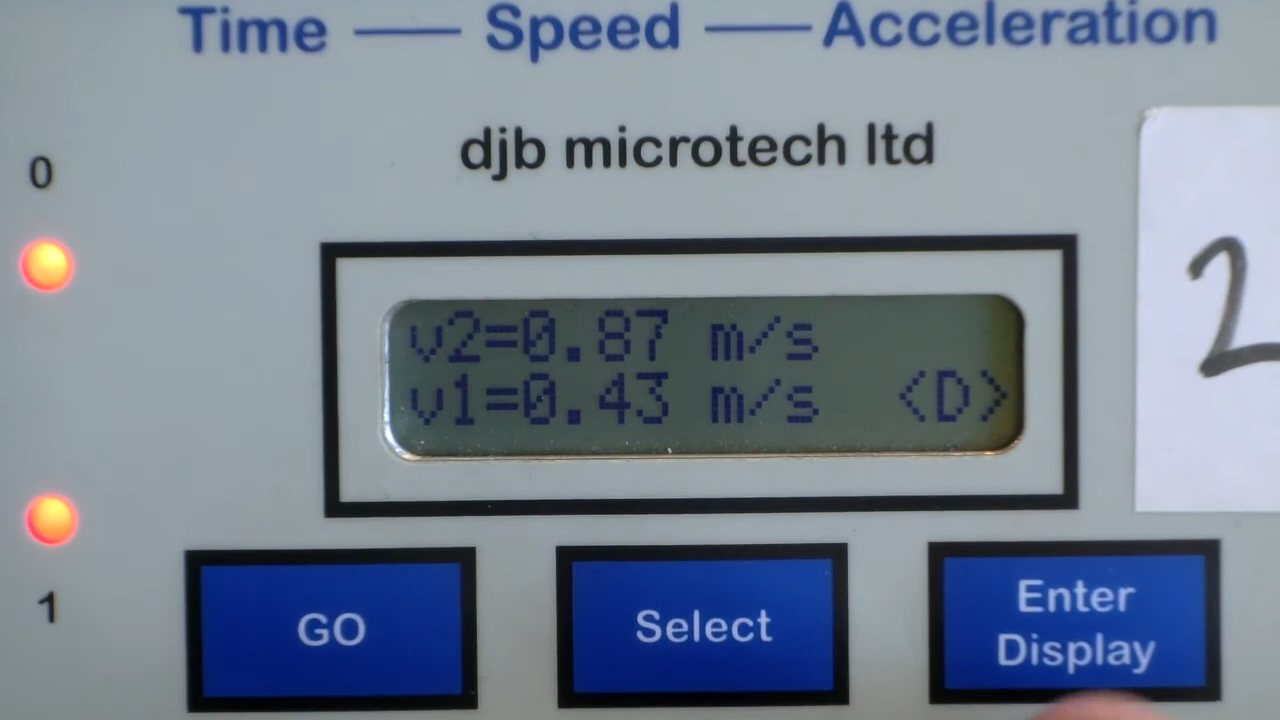 Time — Speed — Acceleration
djb microtech ltd
0
v2=0.87 m/s
v1=0.43 m/s <D>
2
1
GO
Select
Enter
Display